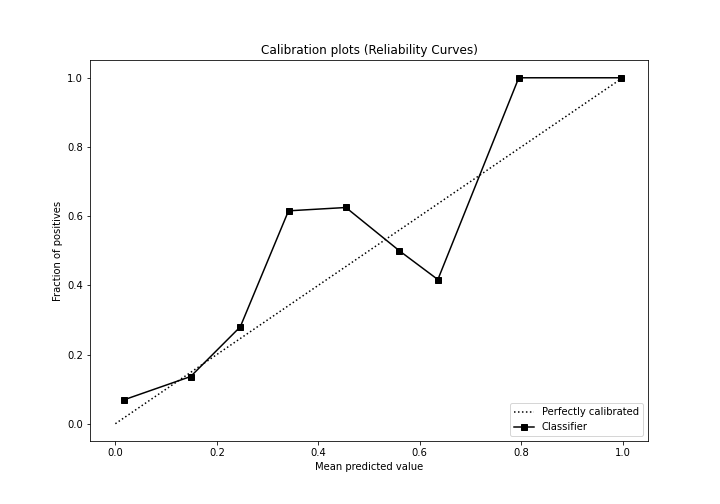 Calibration plots (Reliability Curves)
1.0
0.8
0.6
0.4
0.2
0.0
Fraction of positives
0.0 0.2 0.4 0.6 0.8 1.0
Mean predicted value
Perfectly calibrated
Classifier